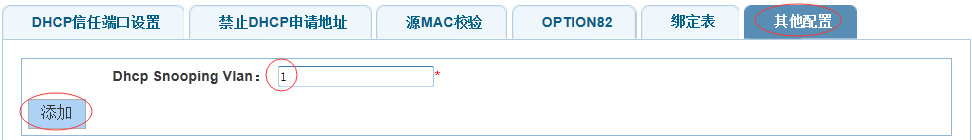 DHCP信任端口设置 禁止DHCP申请地址 源MAC校验 OPTION82 绑定表 其他配置
Dhcp Snooping Vlan： 1 *
添加